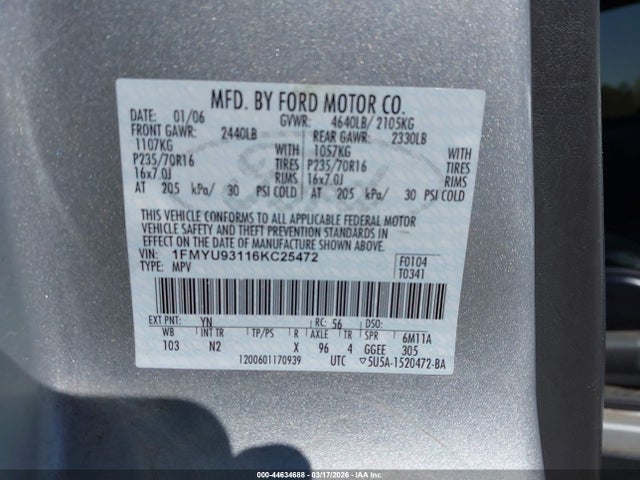 MFD. BY FORD MOTOR CO.
DATE: 01/06 GVWR: 4640LB/ 2105KG
FRONT GAWR: 2440LB REAR GAWR: 2330LB
1107KG WITH 1057KG WITH
P235/70R16 TIRES P235/70R16 TIRES
16x7.0J RIMS 16x7.0J RIMS
AT 205 kPa/ 30 PSI COLD AT 205 kPa/ 30 PSI COLD
THIS VEHICLE CONFORMS TO ALL APPLICABLE FEDERAL MOTOR
VEHICLE SAFETY AND THEFT PREVENTION STANDARDS IN
EFFECT ON THE DATE OF MANUFACTURE SHOWN ABOVE.
VIN: 1FMYU93116KC25472 F0104
TYPE: MPV T0341
EXT PNT: YN RC: 56 DSO:
WB INT TR TP/PS R AXLE TR SPR 6M11A
103 N2 X 96 4 GGEE 305
1200601170939 UTC ▽5U5A-1520472-BA
000-44634688 - 03/17/2026 - IAAI.COM